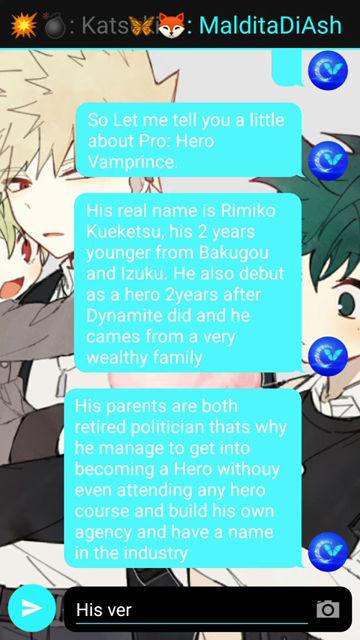 💥💣: Kats🦋🦊: MalditaDiAsh
So Let me tell you a little
about Pro: Hero
Vamprince.
His real name is Rimiko
Kueketsu, his 2 years
younger from Bakugou
and Izuku. He also debut
as a hero 2years after
Dynamite did and he
cames from a very
wealthy family
His parents are both
retired politician thats why
he manage to get into
becoming a Hero withouy
even attending any hero
course and build his own
agency and have a name
in the industry
His ver